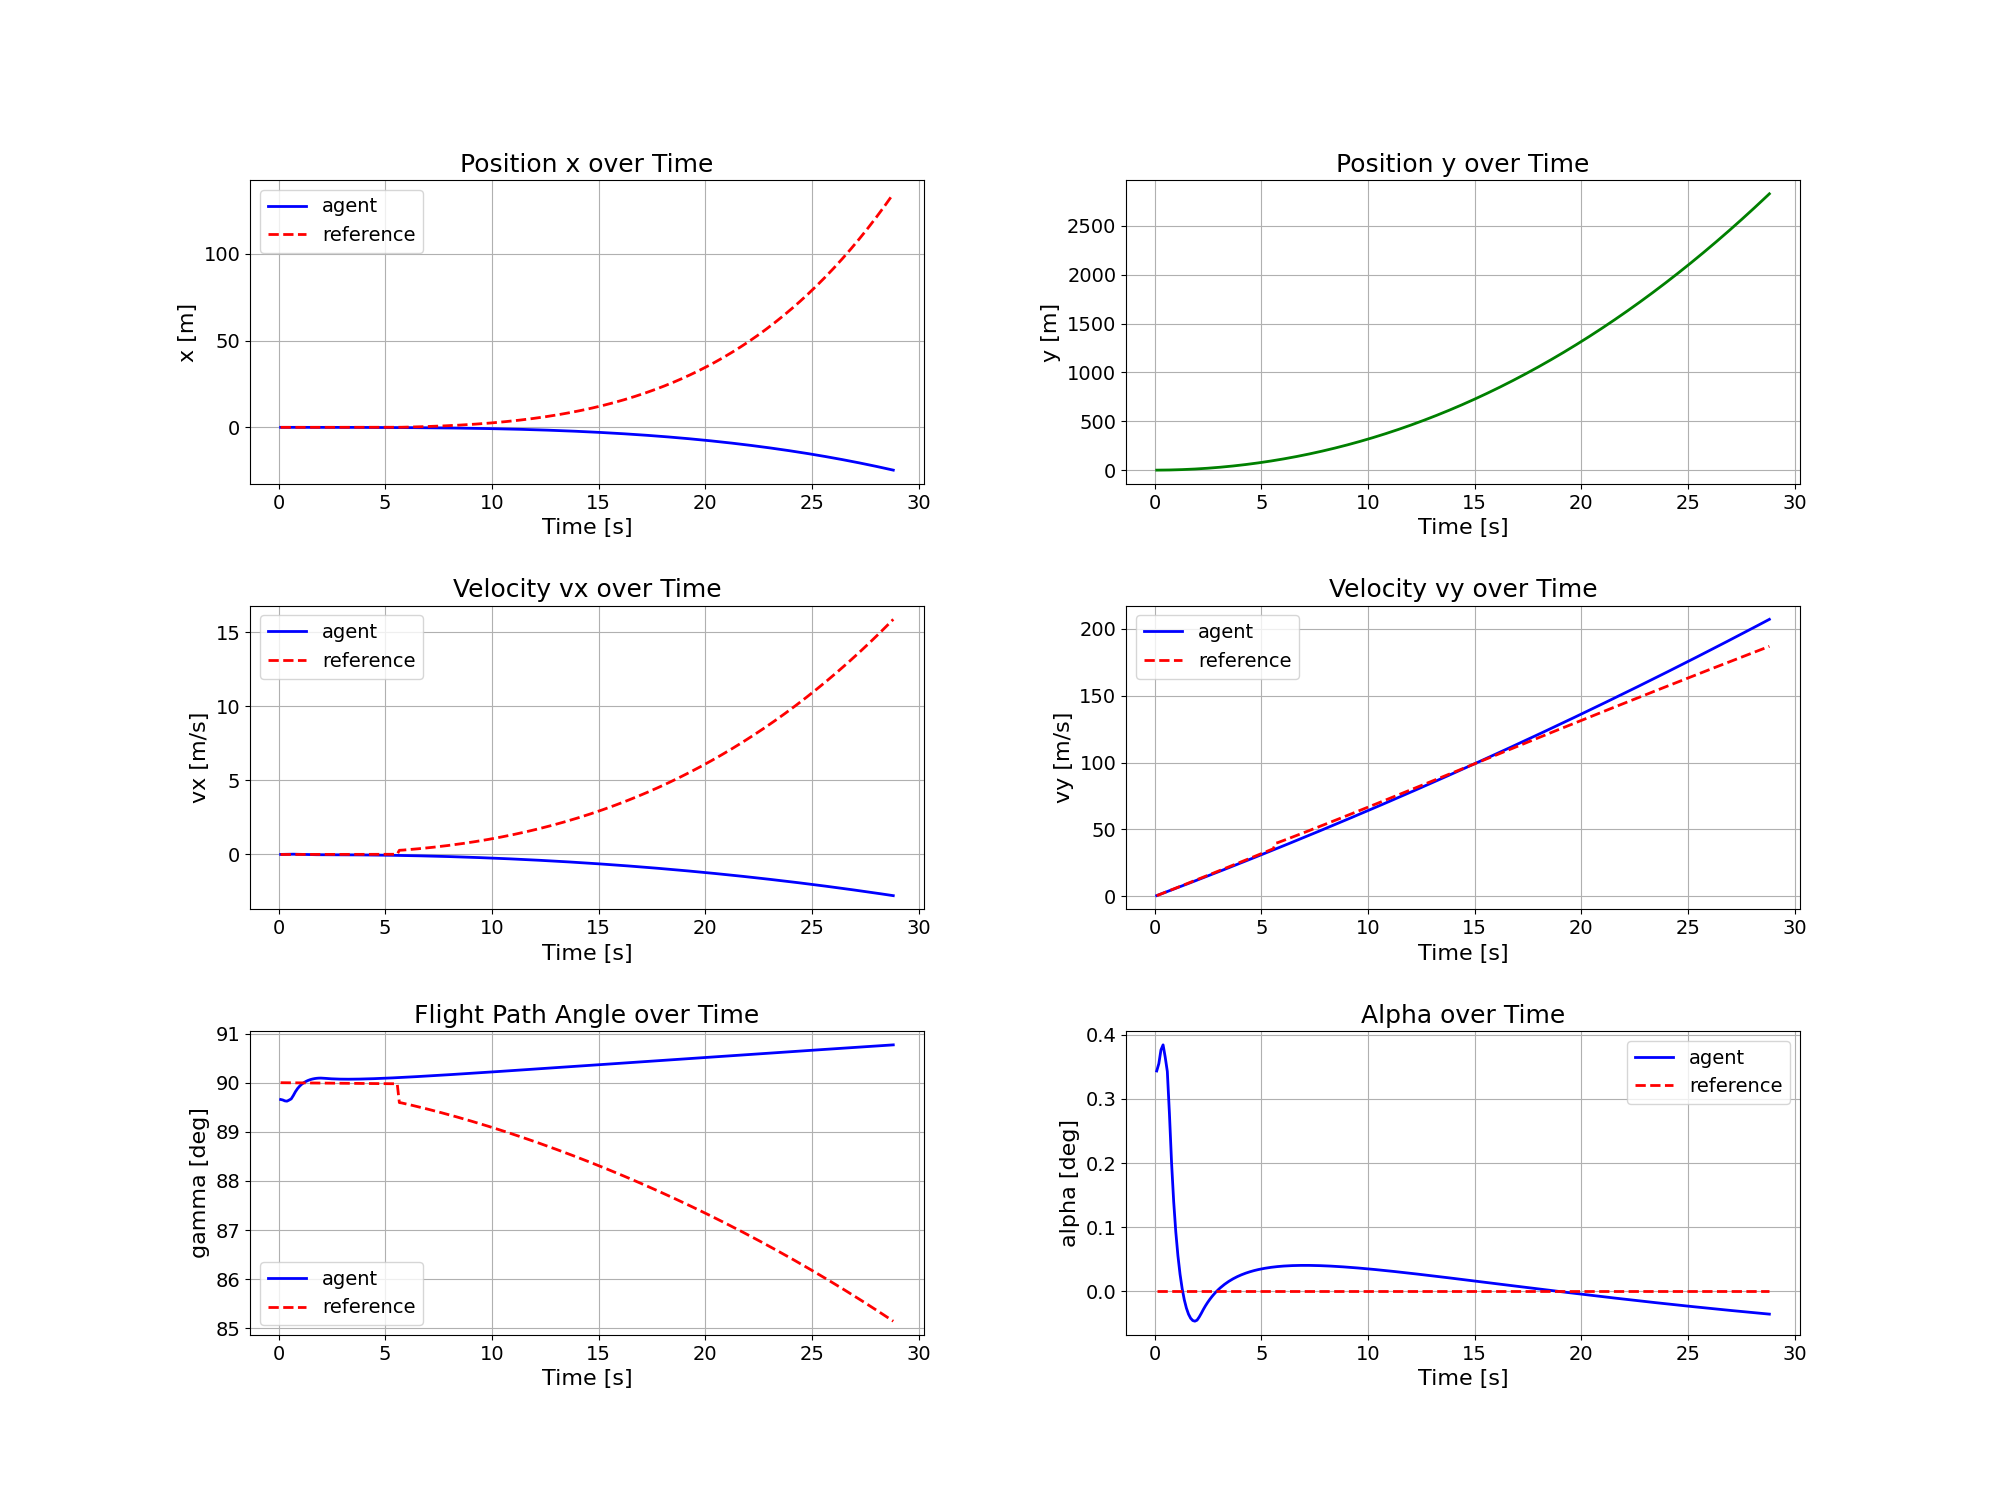 Position x over Time
agent
reference
100
50
0
x [m]
0 5 10 15 20 25 30
Time [s]
Position y over Time
2500
2000
1500
1000
500
0
y [m]
0 5 10 15 20 25 30
Time [s]
Velocity vx over Time
agent
reference
15
10
5
0
vx [m/s]
0 5 10 15 20 25 30
Time [s]
Velocity vy over Time
agent
reference
200
150
100
50
0
vy [m/s]
0 5 10 15 20 25 30
Time [s]
Flight Path Angle over Time
91
90
89
88
87
86
85
gamma [deg]
agent
reference
0 5 10 15 20 25 30
Time [s]
Alpha over Time
agent
reference
0.4
0.3
0.2
0.1
0.0
alpha [deg]
0 5 10 15 20 25 30
Time [s]